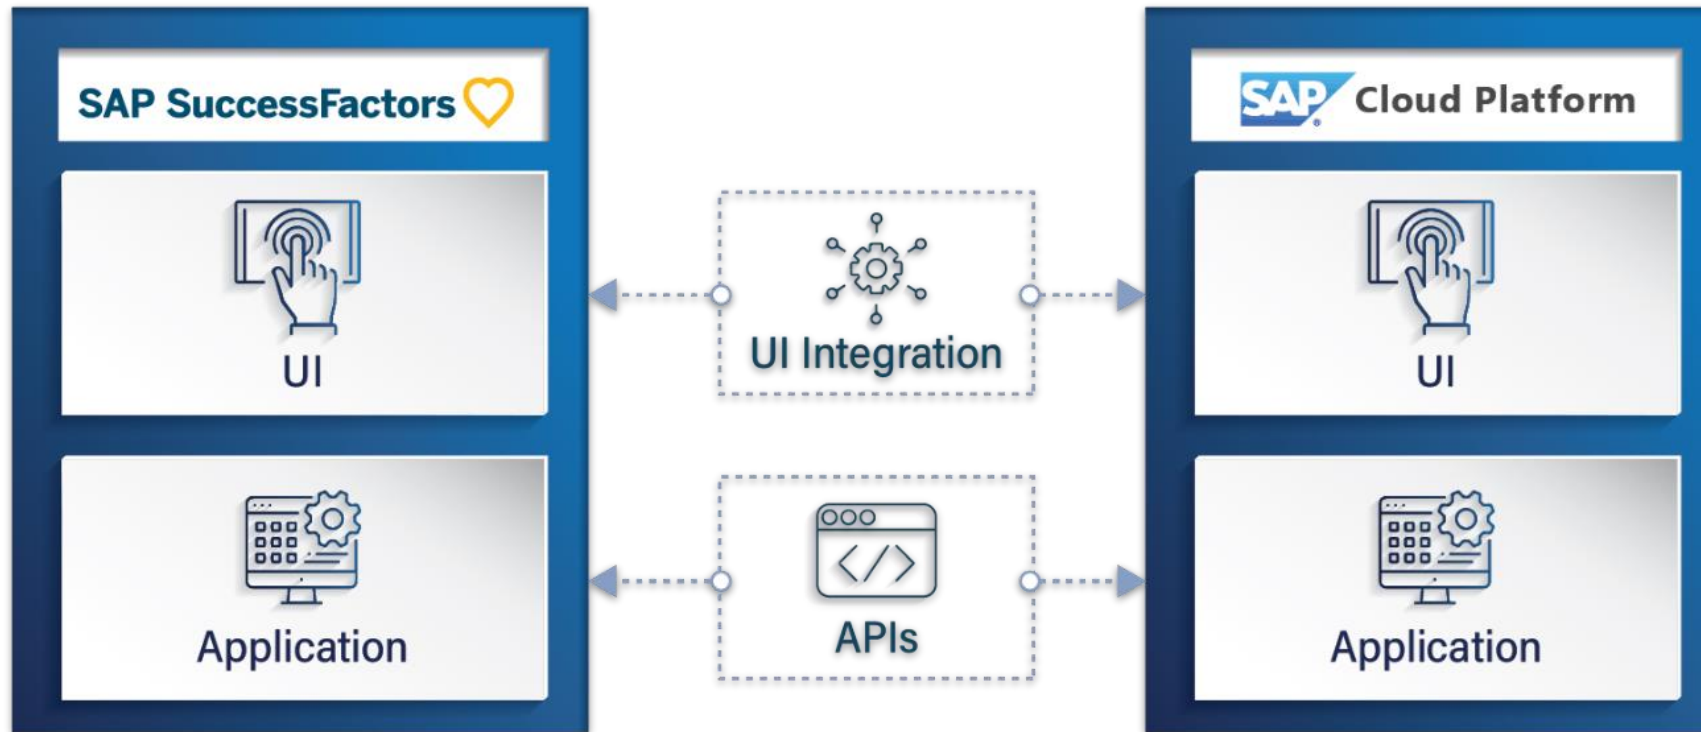 SAP SuccessFactors
SAP® Cloud Platform
UI
UI Integration
UI
</>
Application
APIs
Application